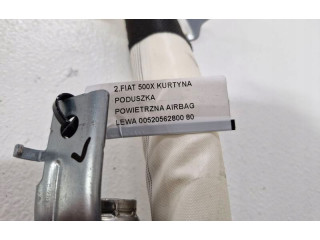 2.FIAT 500X KURTYNA
PODUSZKA
POWIETRZNA AIRBAG
LEWA 00520562800 80